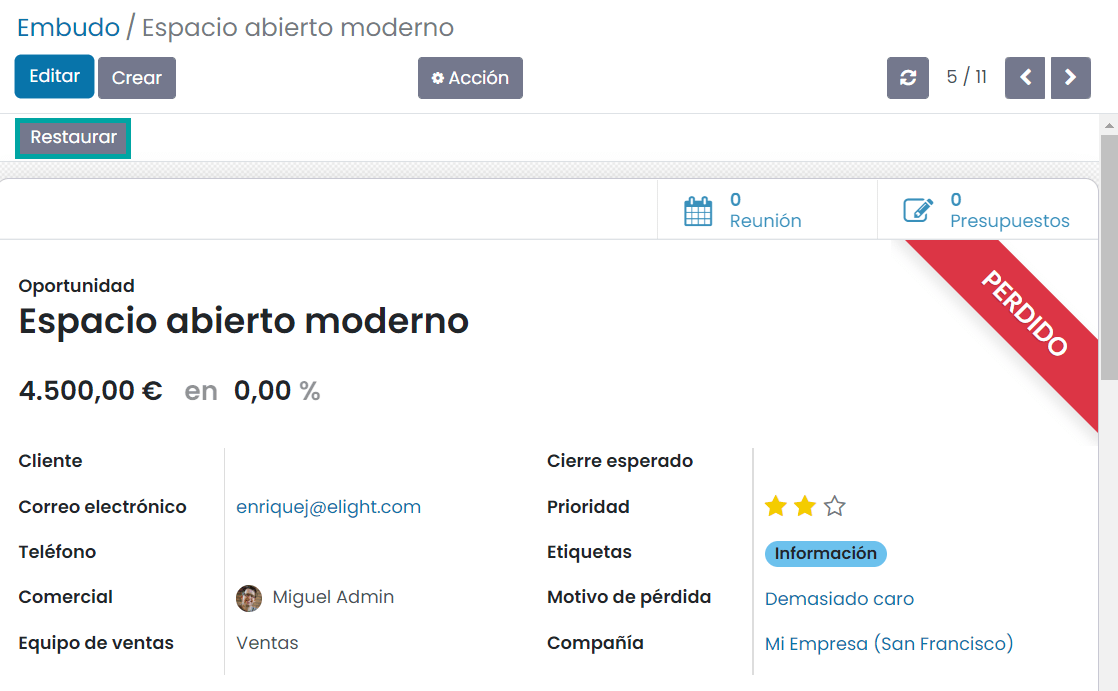 Embudo / Espacio abierto moderno
Editar Crear Acción 5 / 11
Restaurar
0 Reunión
0 Presupuestos
PERDIDO
Oportunidad
Espacio abierto moderno
4.500,00 € en 0,00 %
Cliente
Correo electrónico enriquej@elight.com
Teléfono
Comercial Miguel Admin
Equipo de ventas Ventas
Cierre esperado
Prioridad
Etiquetas Información
Motivo de pérdida Demasiado caro
Compañía Mi Empresa (San Francisco)